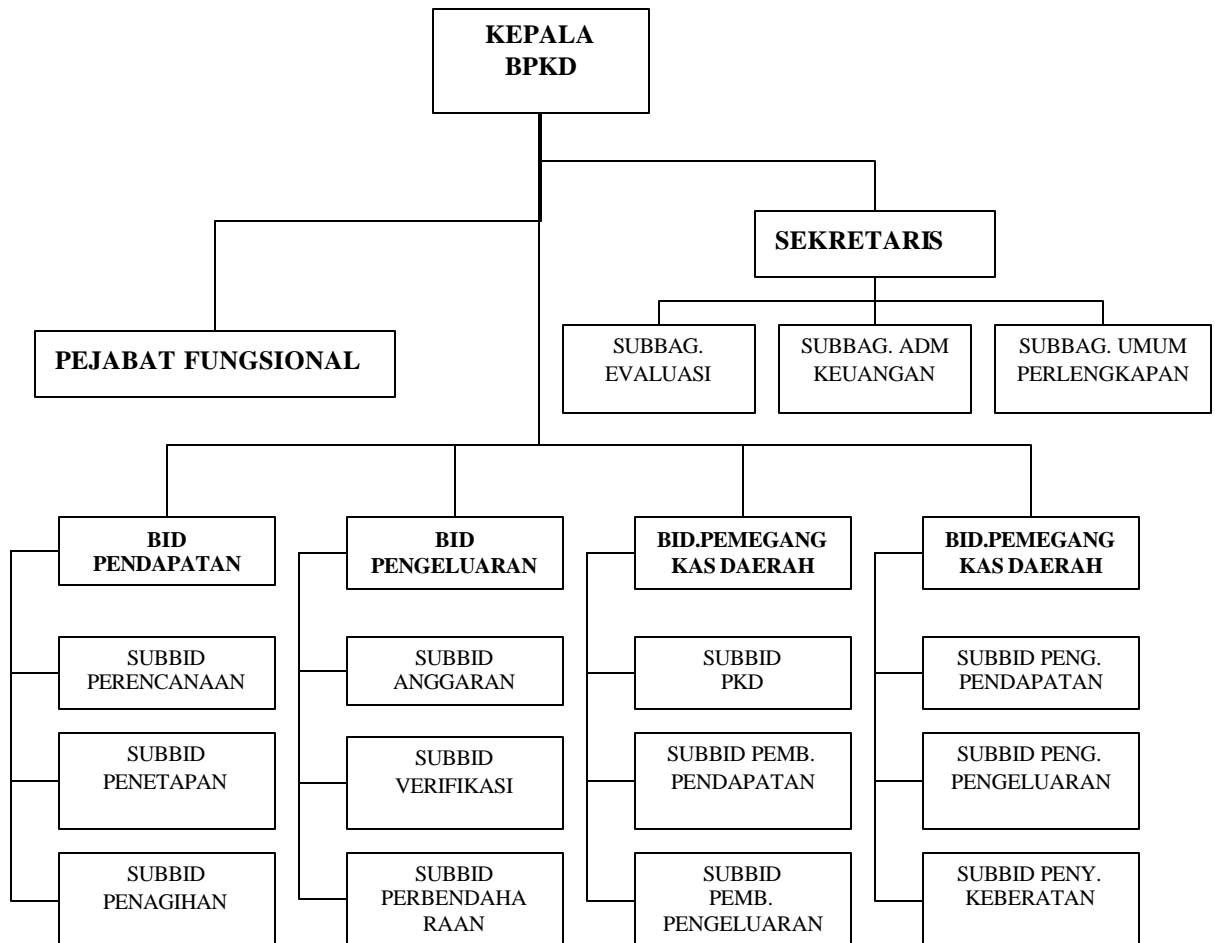 KEPALA
BPKD
SEKRETARIS
PEJABAT FUNGSIONAL
SUBBAG.
EVALUASI
SUBBAG. ADM
KEUANGAN
SUBBAG. UMUM
PERLENGKAPAN
BID
PENDAPATAN
BID
PENGELUARAN
BID.PEMEGANG
KAS DAERAH
BID.PEMEGANG
KAS DAERAH
SUBBID
PERENCANAAN
SUBBID
ANGGARAN
SUBBID
PKD
SUBBID PENG.
PENDAPATAN
SUBBID
PENETAPAN
SUBBID
VERIFIKASI
SUBBID PEMB.
PENDAPATAN
SUBBID PENG.
PENGELUARAN
SUBBID
PENAGIHAN
SUBBID
PERBENDAHA
RAAN
SUBBID
PEMB.
PENGELUARAN
SUBBID PENY.
KEBERATAN